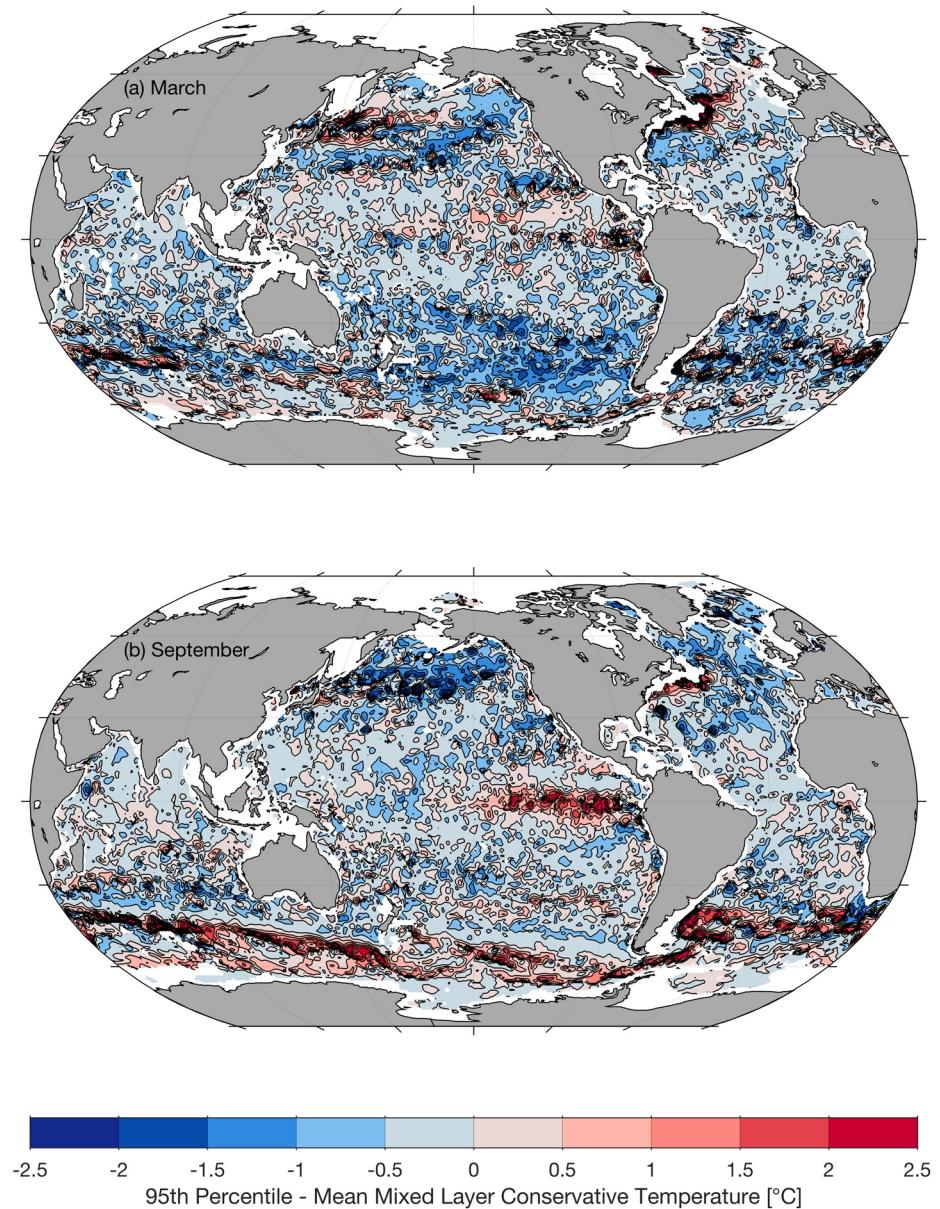 (a) March
(b) September
-2.5 -2 -1.5 -1 -0.5 0 0.5 1 1.5 2 2.5
95th Percentile - Mean Mixed Layer Conservative Temperature [°C]